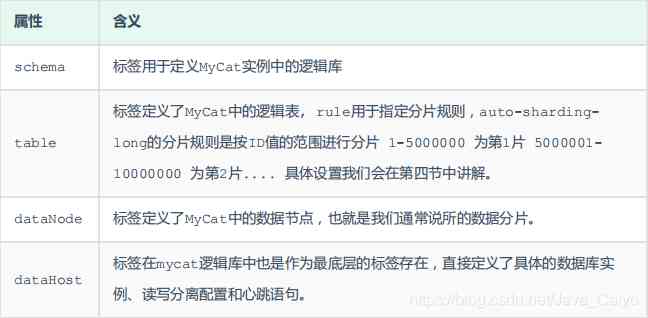 属性 含义
schema 标签用于定义MyCat实例中的逻辑库
标签定义了MyCat中的逻辑表, rule用于指定分片规则，auto-sharding-
table long的分片规则是按ID值的范围进行分片 1-5000000 为第1片 5000001-
10000000 为第2片.... 具体设置我们会在第四节中讲解。
dataNode 标签定义了MyCat中的数据节点，也就是我们通常说所的数据分片。
标签在mycat逻辑库中也是作为最底层的标签存在，直接定义了具体的数据库实
dataHost 例、读写分离配置和心跳语句。
http://blog.csdn.net/Java_Caiyo